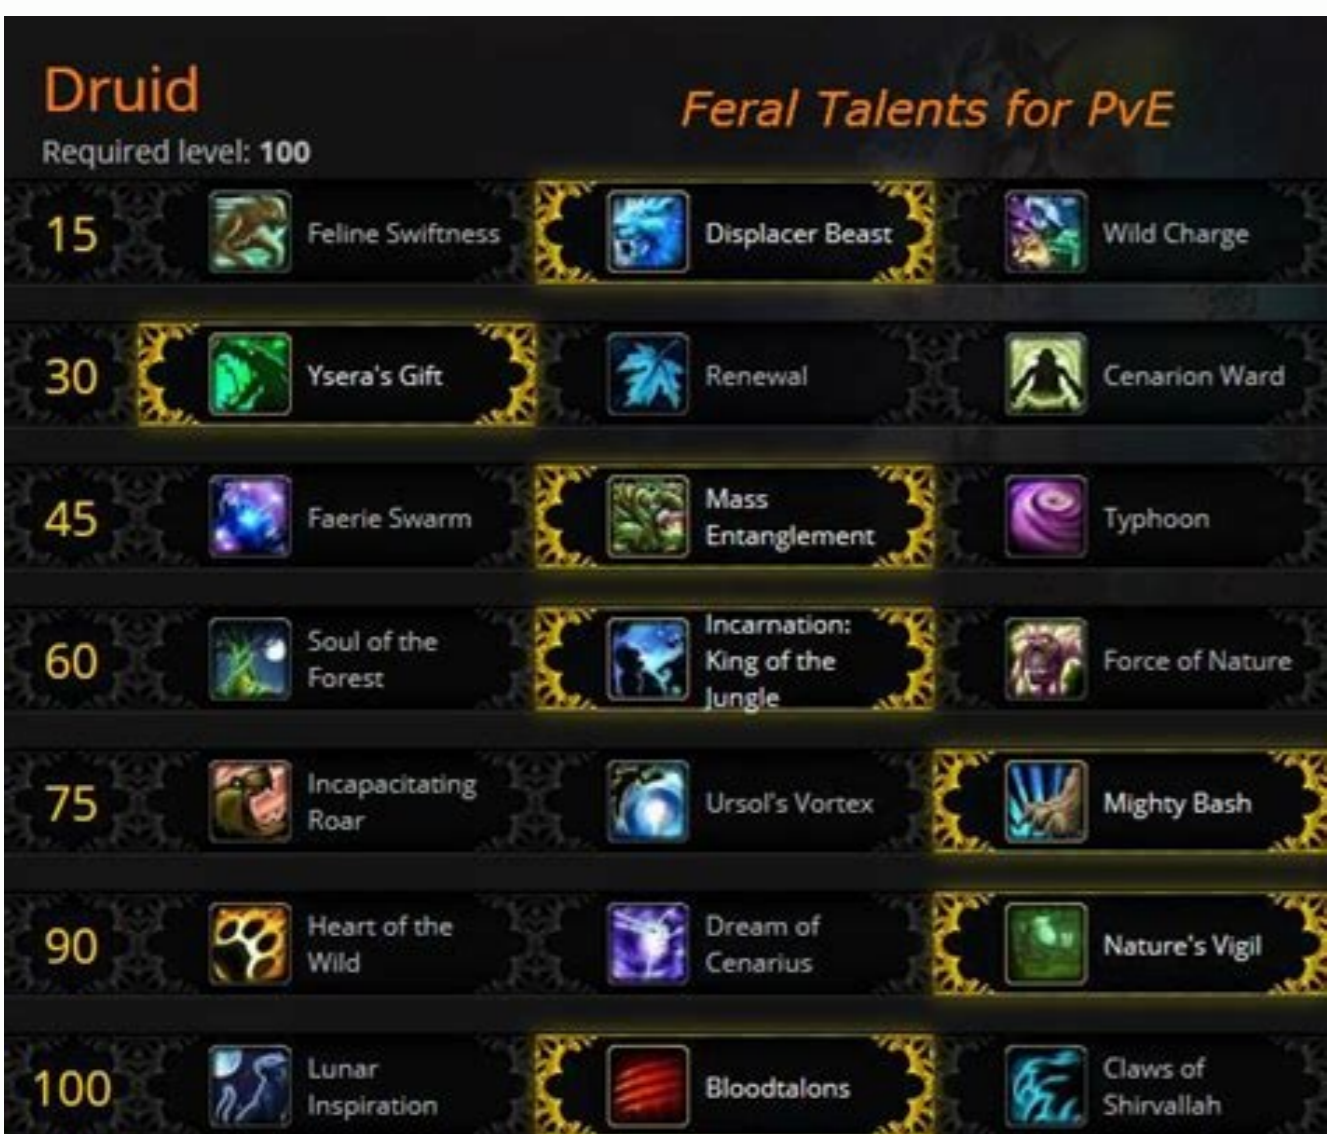 Druid
Feral Talents for PvE
Required level: 100
15
Feline Swiftness
Displacer Beast
Wild Charge
30
Ysera's Gift
Renewal
Cenarion Ward
45
Faerie Swarm
Mass
Entanglement
Typhoon
60
Soul of the
Forest
Incarnation:
King of the
Jungle
Force of Nature
75
Incapacitating
Roar
Ursol's Vortex
Mighty Bash
90
Heart of the
Wild
Dream of
Cenarius
Nature's Vigil
100
Lunar
Inspiration
Bloodtalons
Claws of
Shirvallah